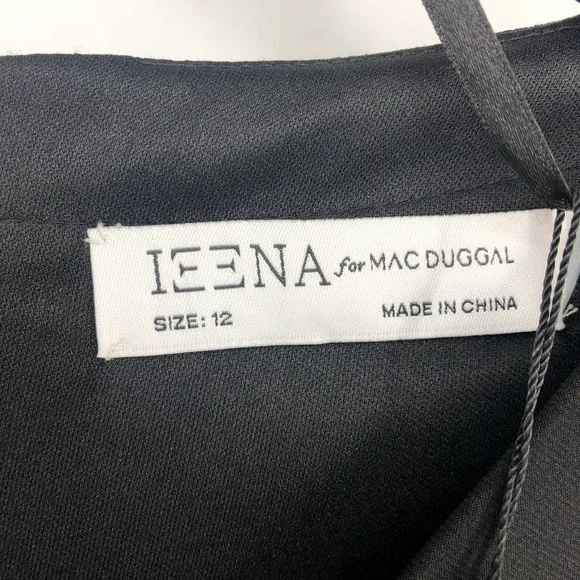 IEENA for MAC DUGGAL
SIZE: 12 MADE IN CHINA